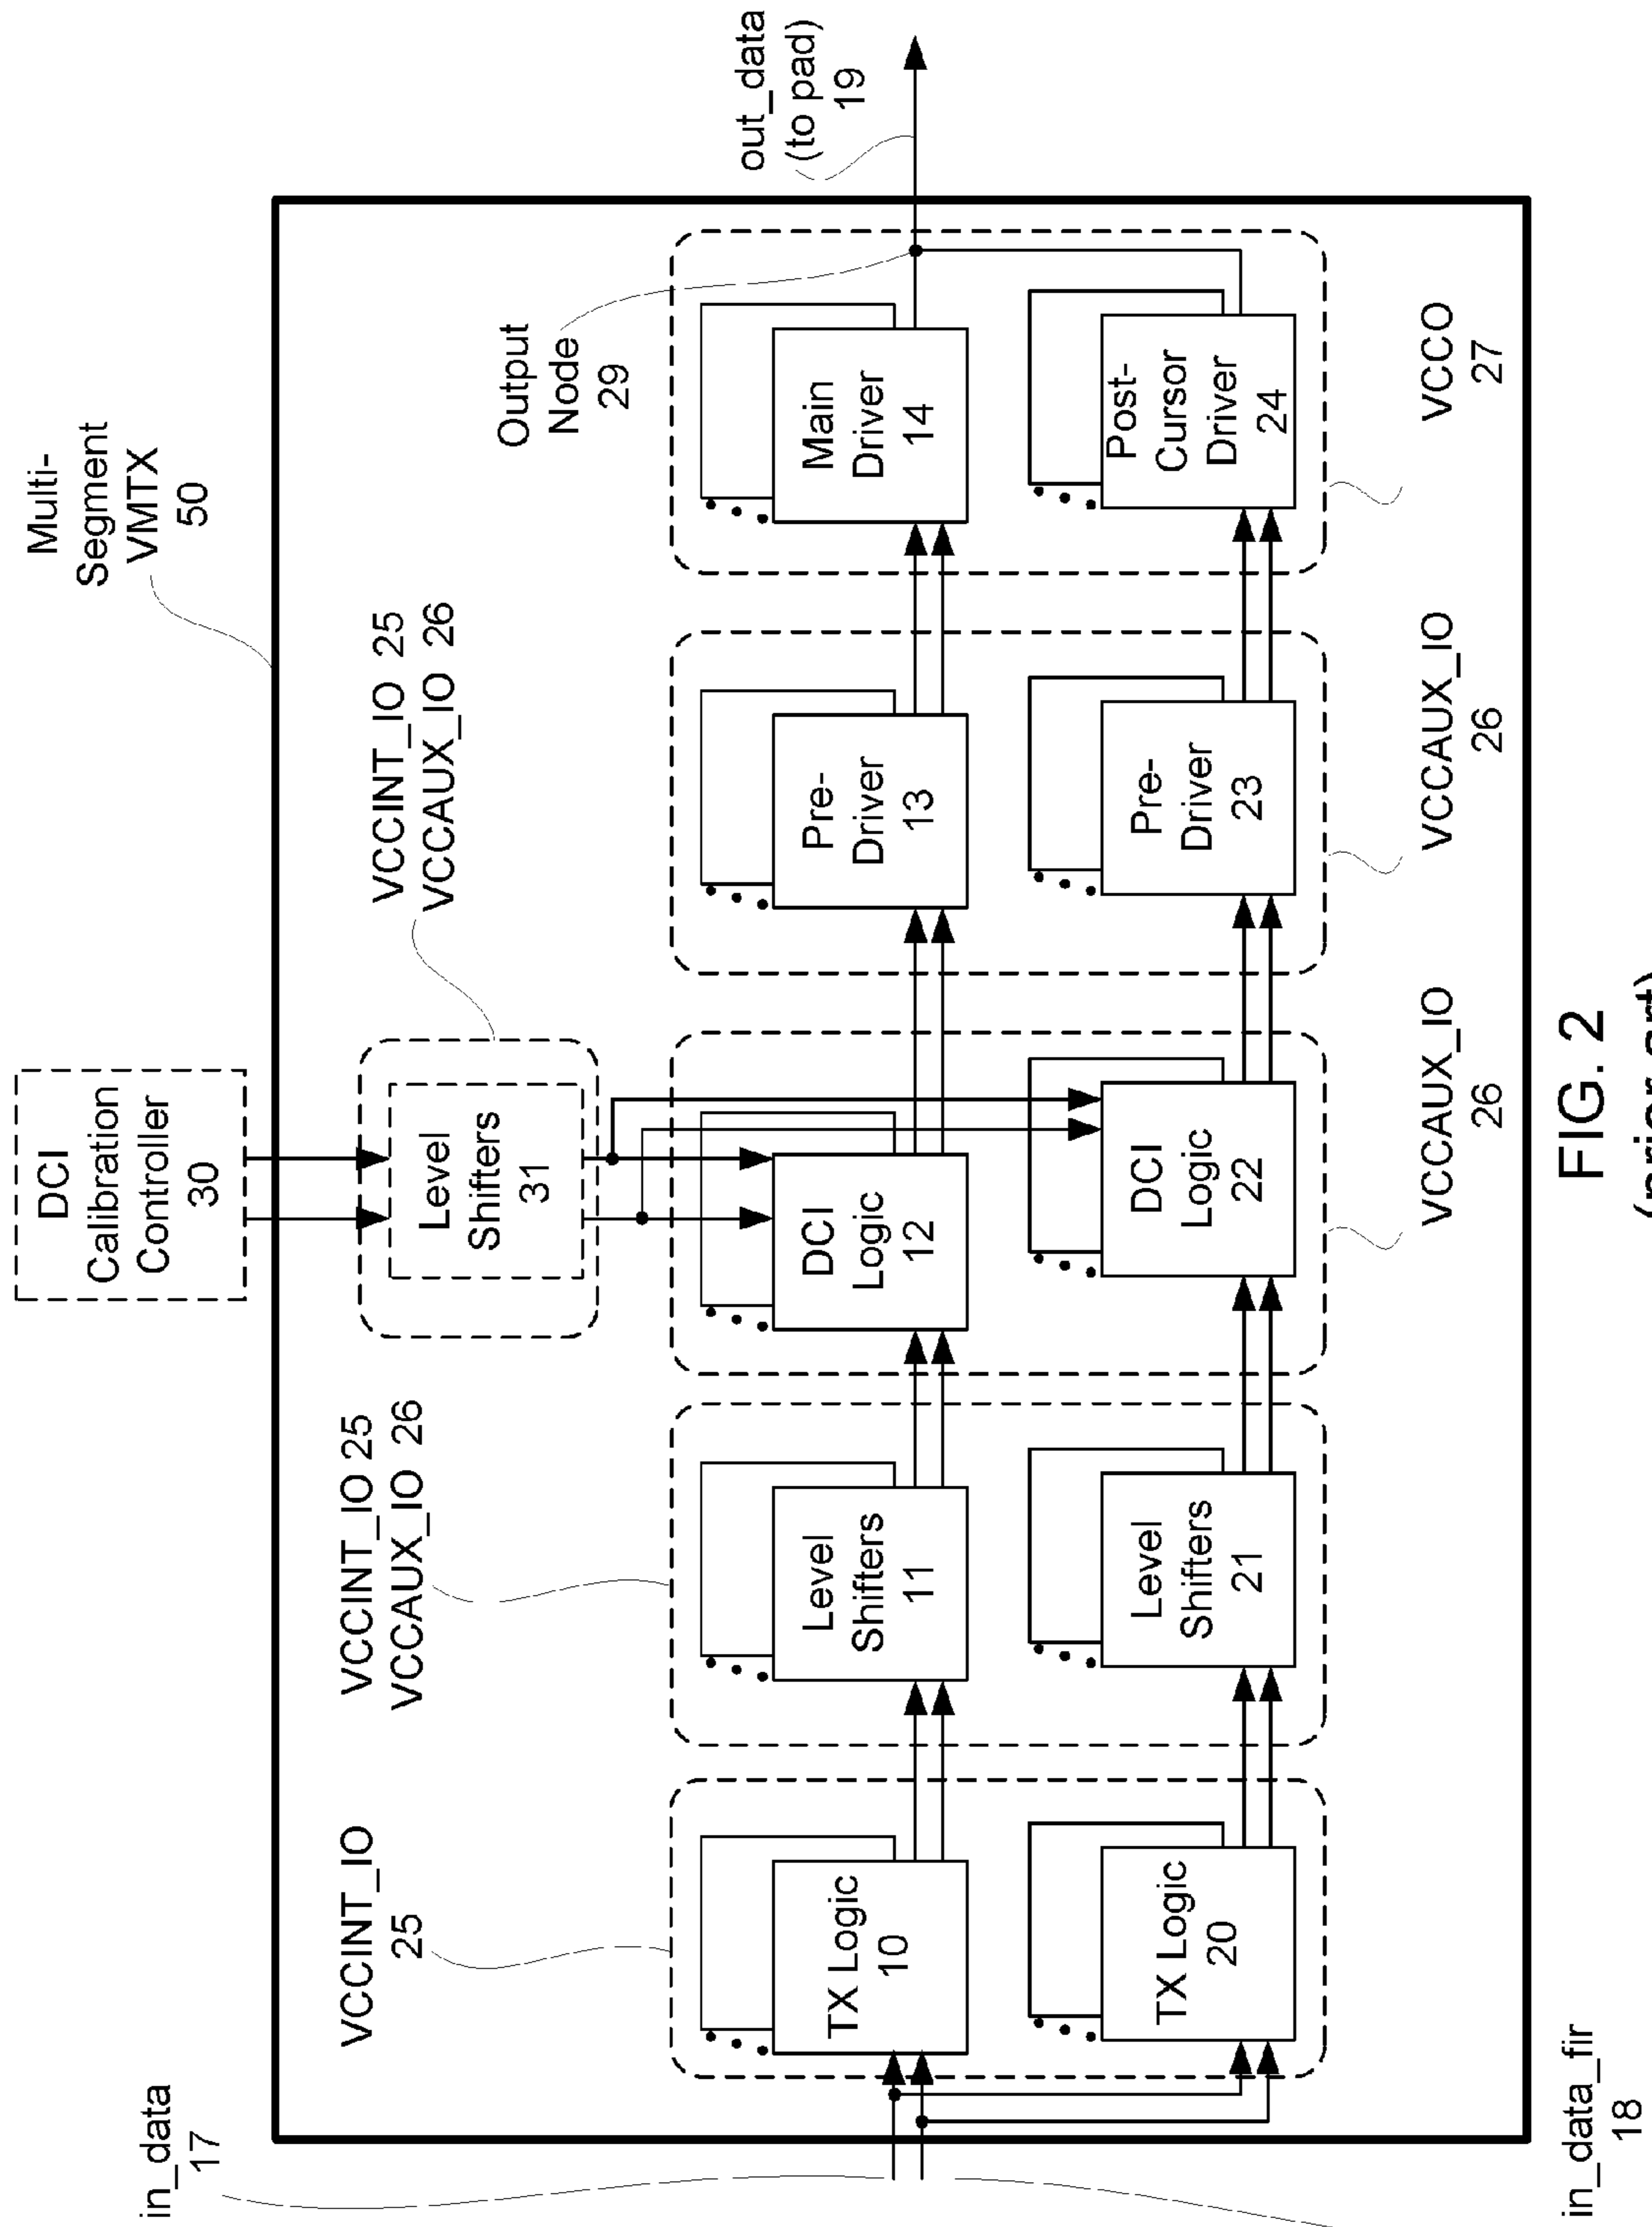 Multi-
Segment
VMTX
50
DCI
Calibration
Controller
30
in_data
17
VCCINT_IO
25
VCCINT_IO 25
VCCAUX_IO 26
Level
Shifters
31
VCCINT_IO 25
VCCAUX_IO 26
Output
Node
29
out_data
(to pad)
19
TX Logic
10
Level
Shifters
11
DCI
Logic
12
Pre-
Driver
13
Main
Driver
14
TX Logic
20
Level
Shifters
21
DCI
Logic
22
Pre-
Driver
23
Post-
Cursor
Driver
24
VCCAUX_IO
26
VCCAUX_IO
26
VCCO
27
in_data_fir
18
FIG. 2
(prior art)